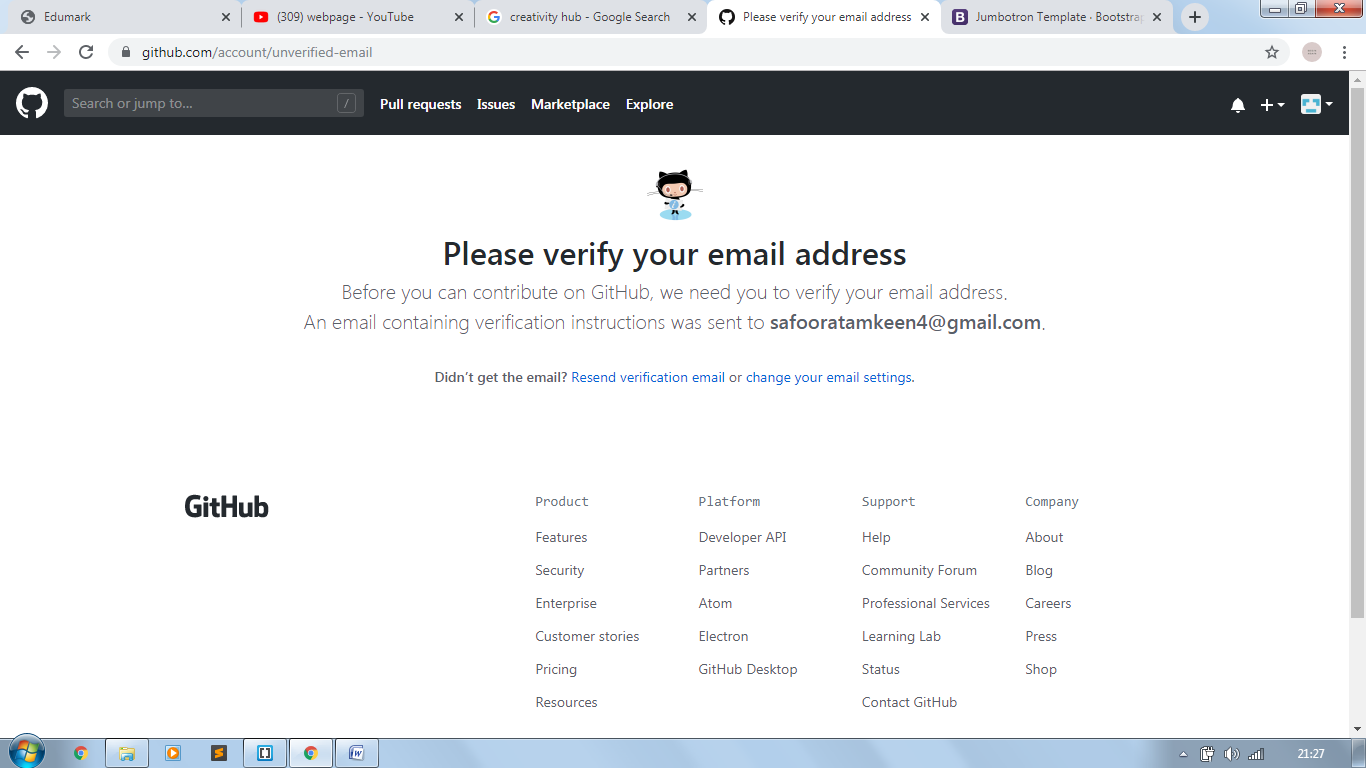 Edumark
(309) webpage - YouTube
creativity hub - Google Search
Please verify your email address
Jumbotron Template · Bootstrap
github.com/account/unverified-email
Search or jump to...
/
Pull requests
Issues
Marketplace
Explore
Please verify your email address
Before you can contribute on GitHub, we need you to verify your email address.
An email containing verification instructions was sent to safooratamkeen4@gmail.com.
Didn't get the email? Resend verification email or change your email settings.
GitHub
Product
Features
Security
Enterprise
Customer stories
Pricing
Resources
Platform
Developer API
Partners
Atom
Electron
GitHub Desktop
Support
Help
Community Forum
Professional Services
Learning Lab
Status
Contact GitHub
Company
About
Blog
Careers
Press
Shop
21:27